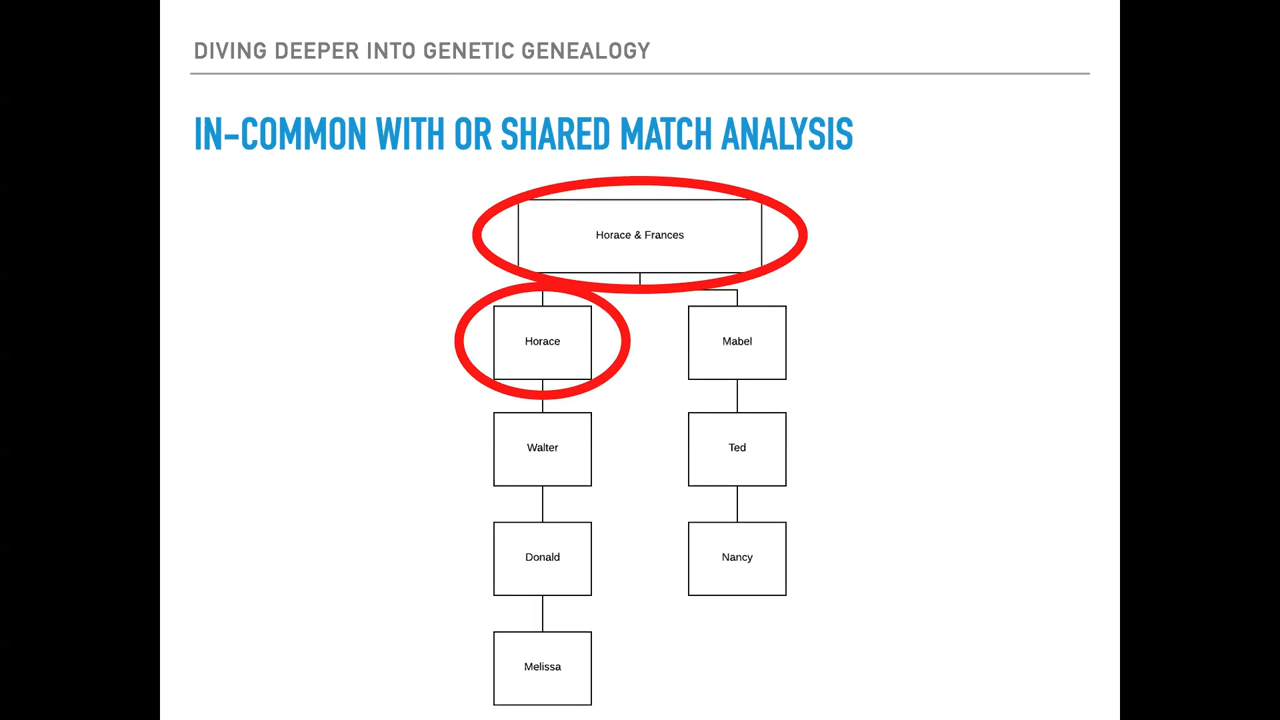 DIVING DEEPER INTO GENETIC GENEALOGY
IN-COMMON WITH OR SHARED MATCH ANALYSIS
Horace & Frances
Horace
Mabel
Walter
Ted
Donald
Nancy
Melissa